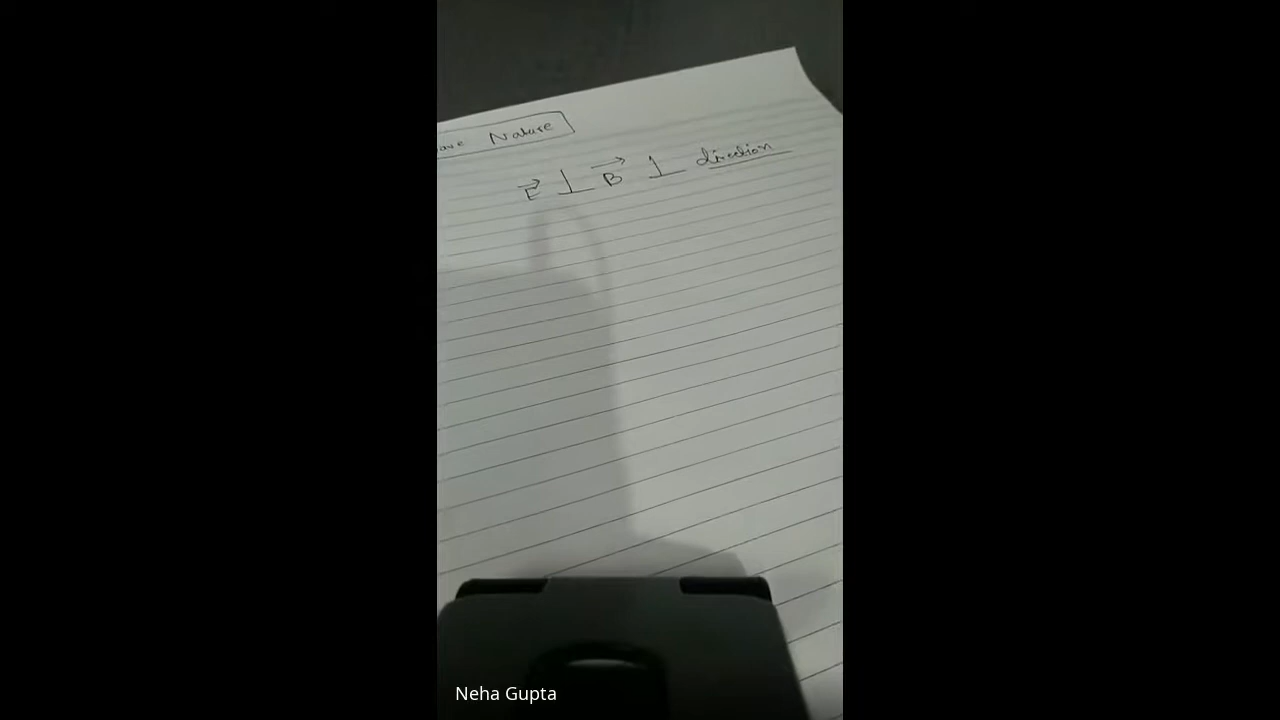 Nature
E ⊥ B ⊥ direction
Neha Gupta